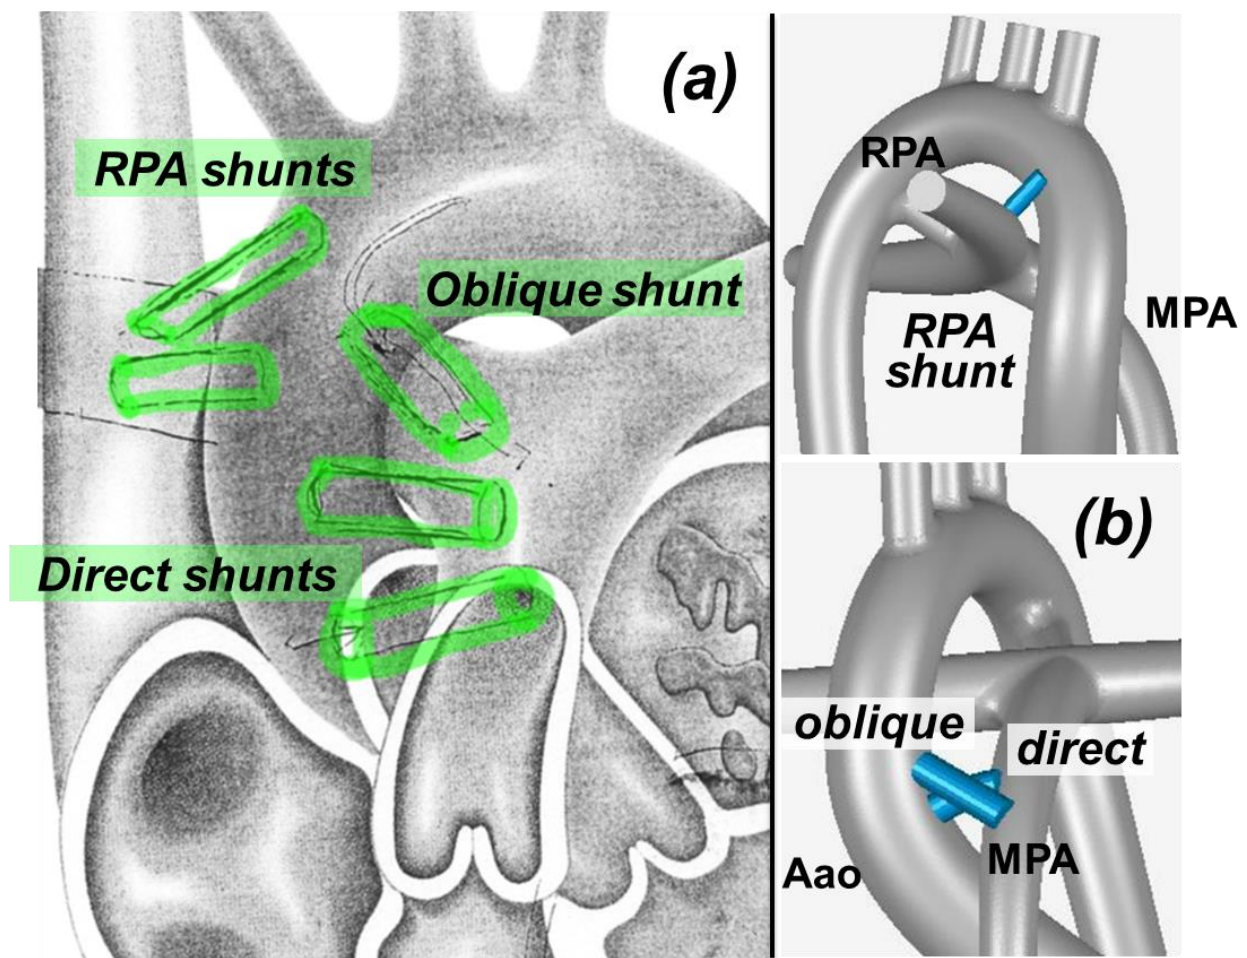 (a)
RPA shunts
Oblique shunt
Direct shunts
RPA
RPA
shunt
MPA
(b)
oblique
direct
MPA
Aao